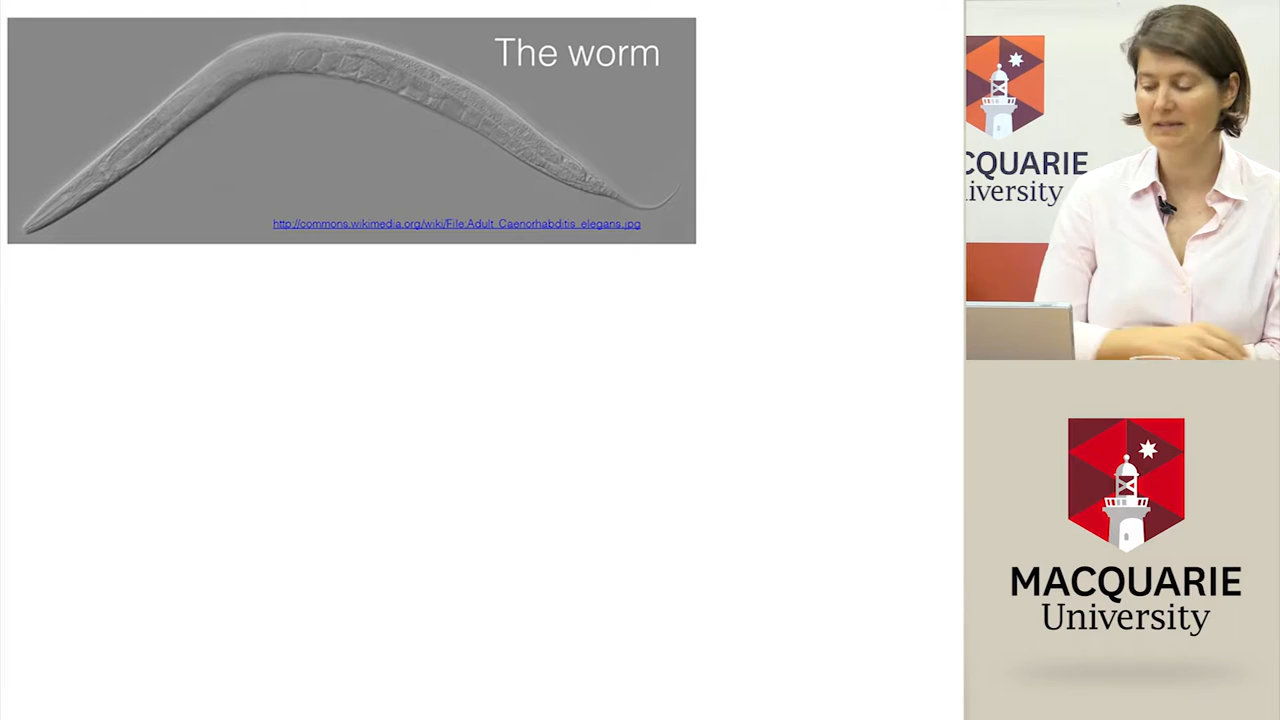 The worm
http://commons.wikimedia.org/wiki/File:Adult_Caenorhabditis_elegans.jpg
CQUARIE
iversity
MACQUARIE
University